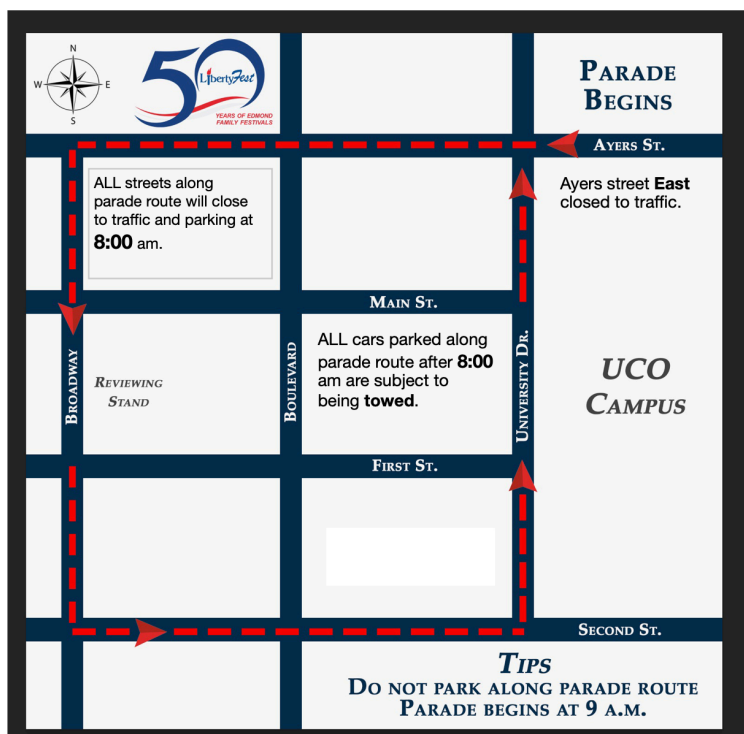 N
W E
S
50
LibertyFest
YEARS OF EDMOND
FAMILY FESTIVALS
PARADE
BEGINS
AYERS ST.
ALL streets along
parade route will close
to traffic and parking at
8:00 am.
Ayers street East
closed to traffic.
MAIN ST.
BROADWAY
REVIEWING
STAND
BOULEVARD
ALL cars parked along
parade route after 8:00
am are subject to
being towed.
UNIVERSITY DR.
UCO
CAMPUS
FIRST ST.
SECOND ST.
TIPS
DO NOT PARK ALONG PARADE ROUTE
PARADE BEGINS AT 9 A.M.